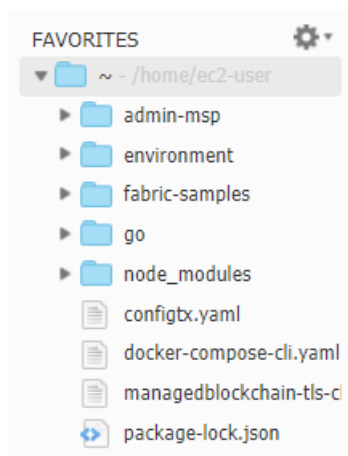 FAVORITES
~ - /home/ec2-user
admin-msp
environment
fabric-samples
go
node_modules
configtx.yaml
docker-compose-cli.yaml
managedblockchain-tls-c
package-lock.json